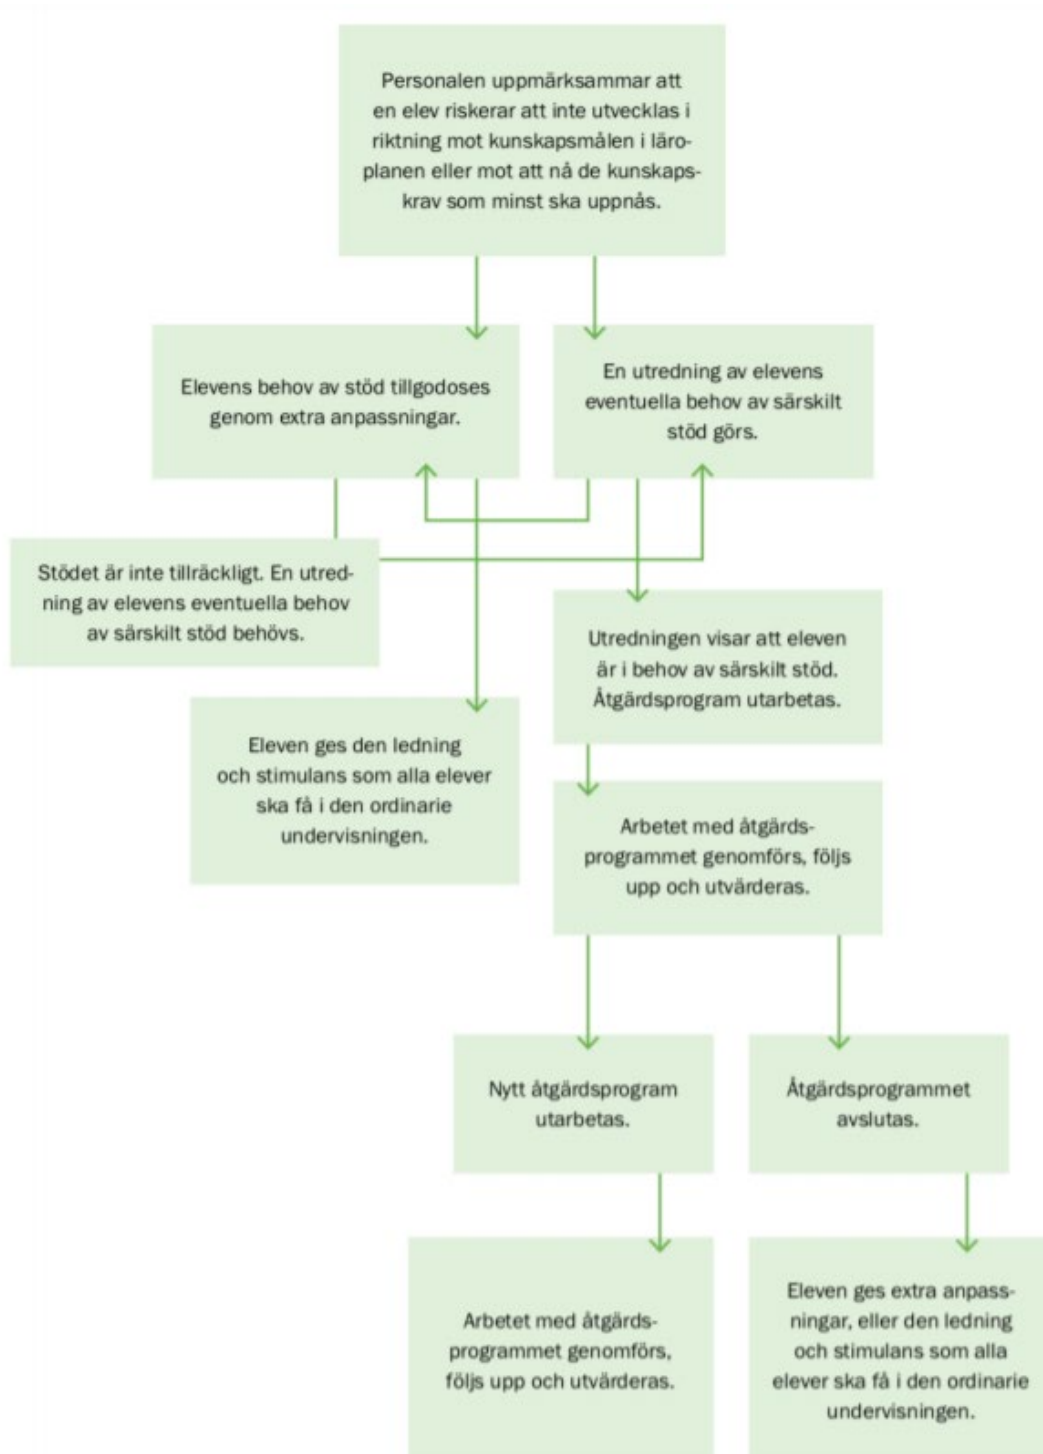 Personalen uppmärksammar att
en elev riskerar att inte utvecklas i
riktning mot kunskapsmålen i läro-
planen eller mot att nå de kunskaps-
krav som minst ska uppnås.
Elevens behov av stöd tillgodoses
genom extra anpassningar.
En utredning av elevens
eventuella behov av särskilt
stöd görs.
Stödet är inte tillräckligt. En utred-
ning av elevens eventuella behov
av särskilt stöd behövs.
Utredningen visar att eleven
är i behov av särskilt stöd.
Åtgärdsprogram utarbetas.
Eleven ges den ledning
och stimulans som alla elever
ska få i den ordinarie
undervisningen.
Arbetet med åtgärds-
programmet genomförs, följs
upp och utvärderas.
Nytt åtgärdsprogram
utarbetas.
Åtgärdsprogrammet
avslutas.
Arbetet med åtgärds-
programmet genomförs,
följs upp och utvärderas.
Eleven ges extra anpass-
ningar, eller den ledning
och stimulans som alla
elever ska få i den ordinarie
undervisningen.